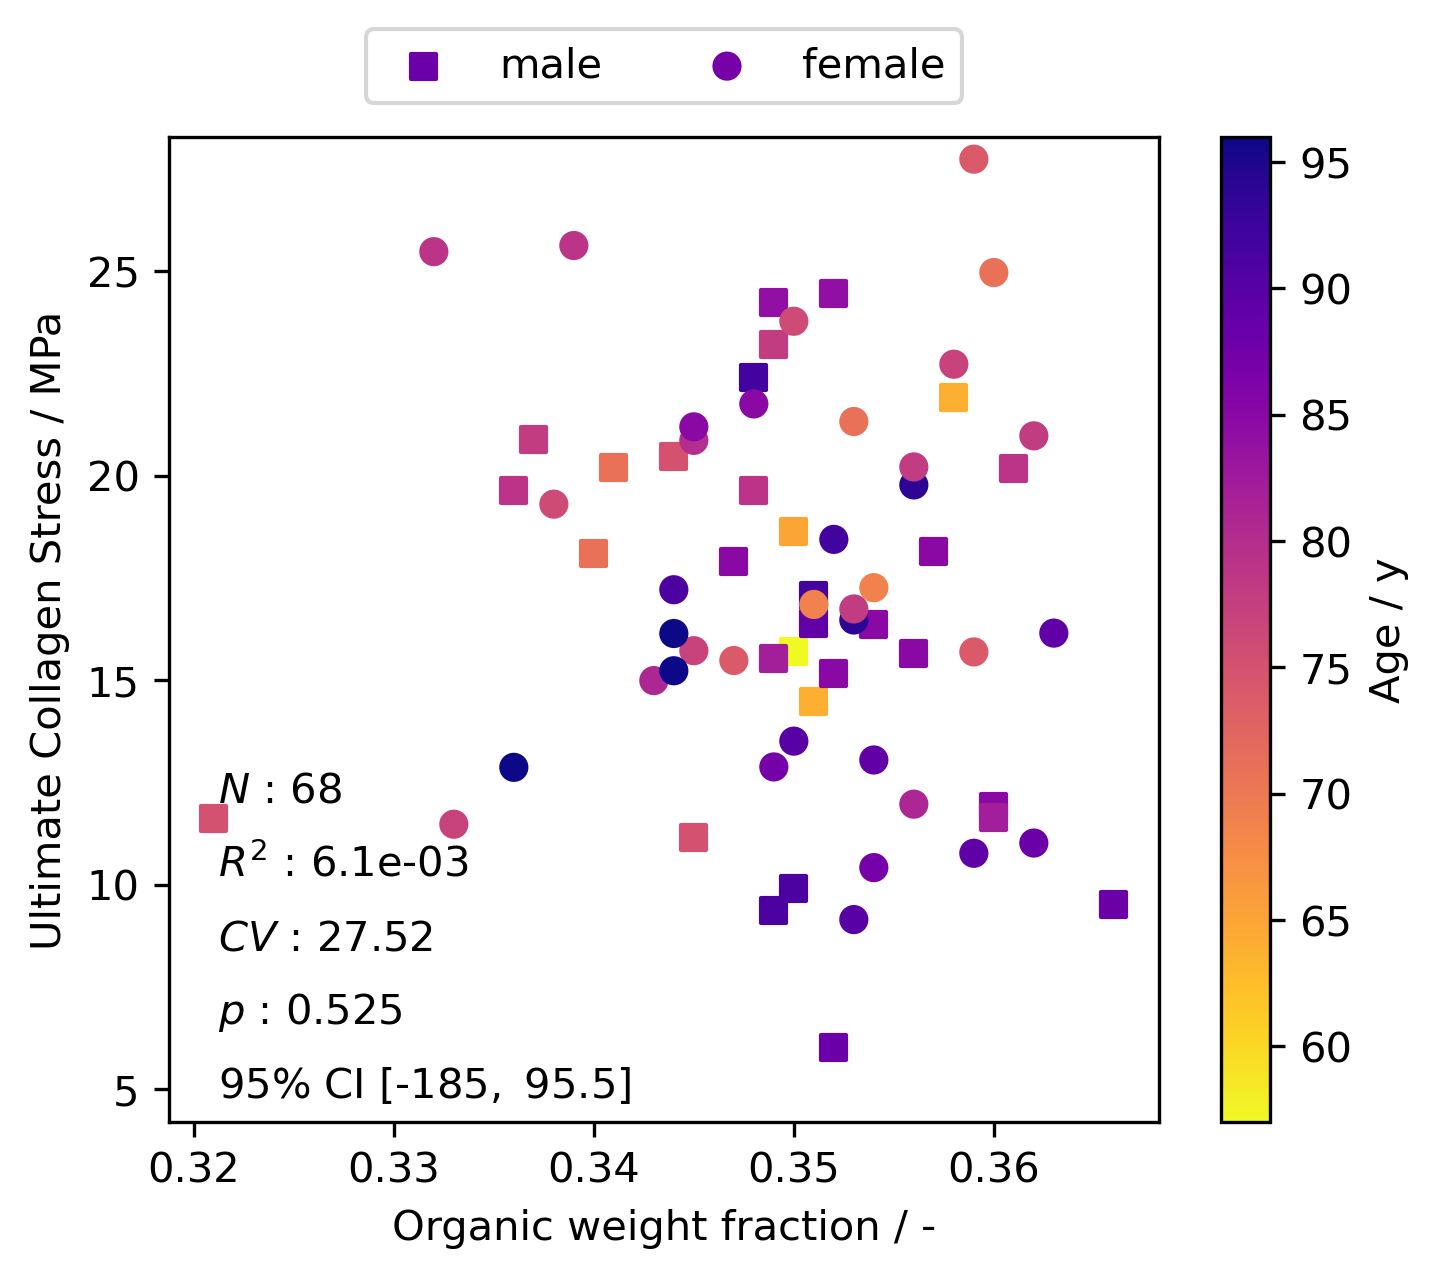 male female
25
20
15
10
5
Ultimate Collagen Stress / MPa
N : 68
R² : 6.1e-03
CV : 27.52
p : 0.525
95% CI [-185, 95.5]
0.32 0.33 0.34 0.35 0.36
Organic weight fraction / -
95
90
85
80
75
70
65
60
Age / y